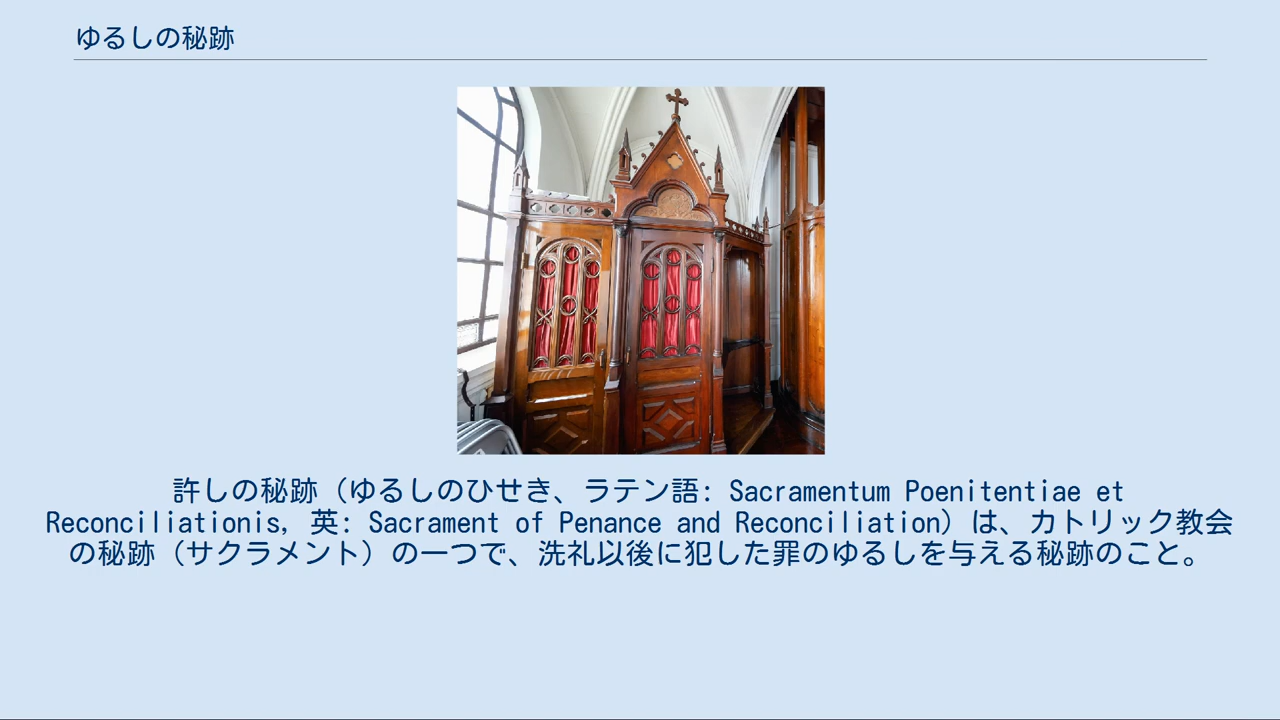 ゆるしの秘跡
許しの秘跡（ゆるしのひせき、ラテン語: Sacramentum Poenitentiae et
Reconciliationis, 英: Sacrament of Penance and Reconciliation）は、カトリック教会
の秘跡（サクラメント）の一つで、洗礼以後に犯した罪のゆるしを与える秘跡のこと。